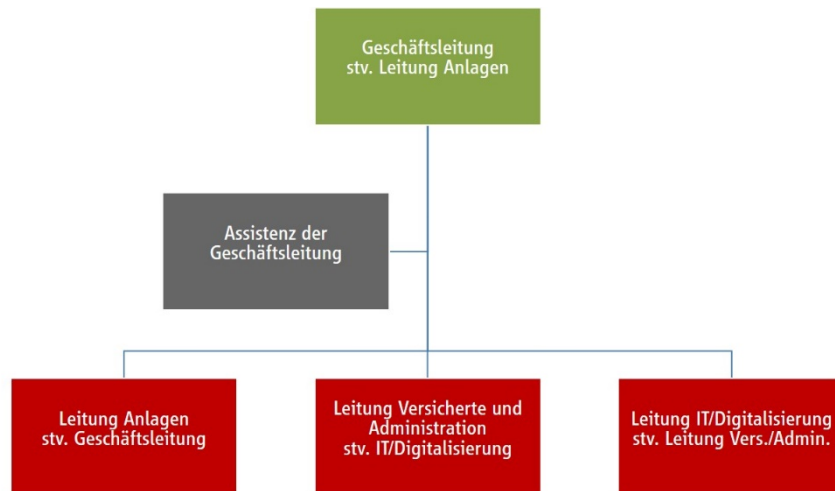 Geschäftsleitung
stv. Leitung Anlagen
Assistenz der
Geschäftsleitung
Leitung Anlagen
stv. Geschäftsleitung
Leitung Versicherte und
Administration
stv. IT/Digitalisierung
Leitung IT/Digitalisierung
stv. Leitung Vers./Admin.